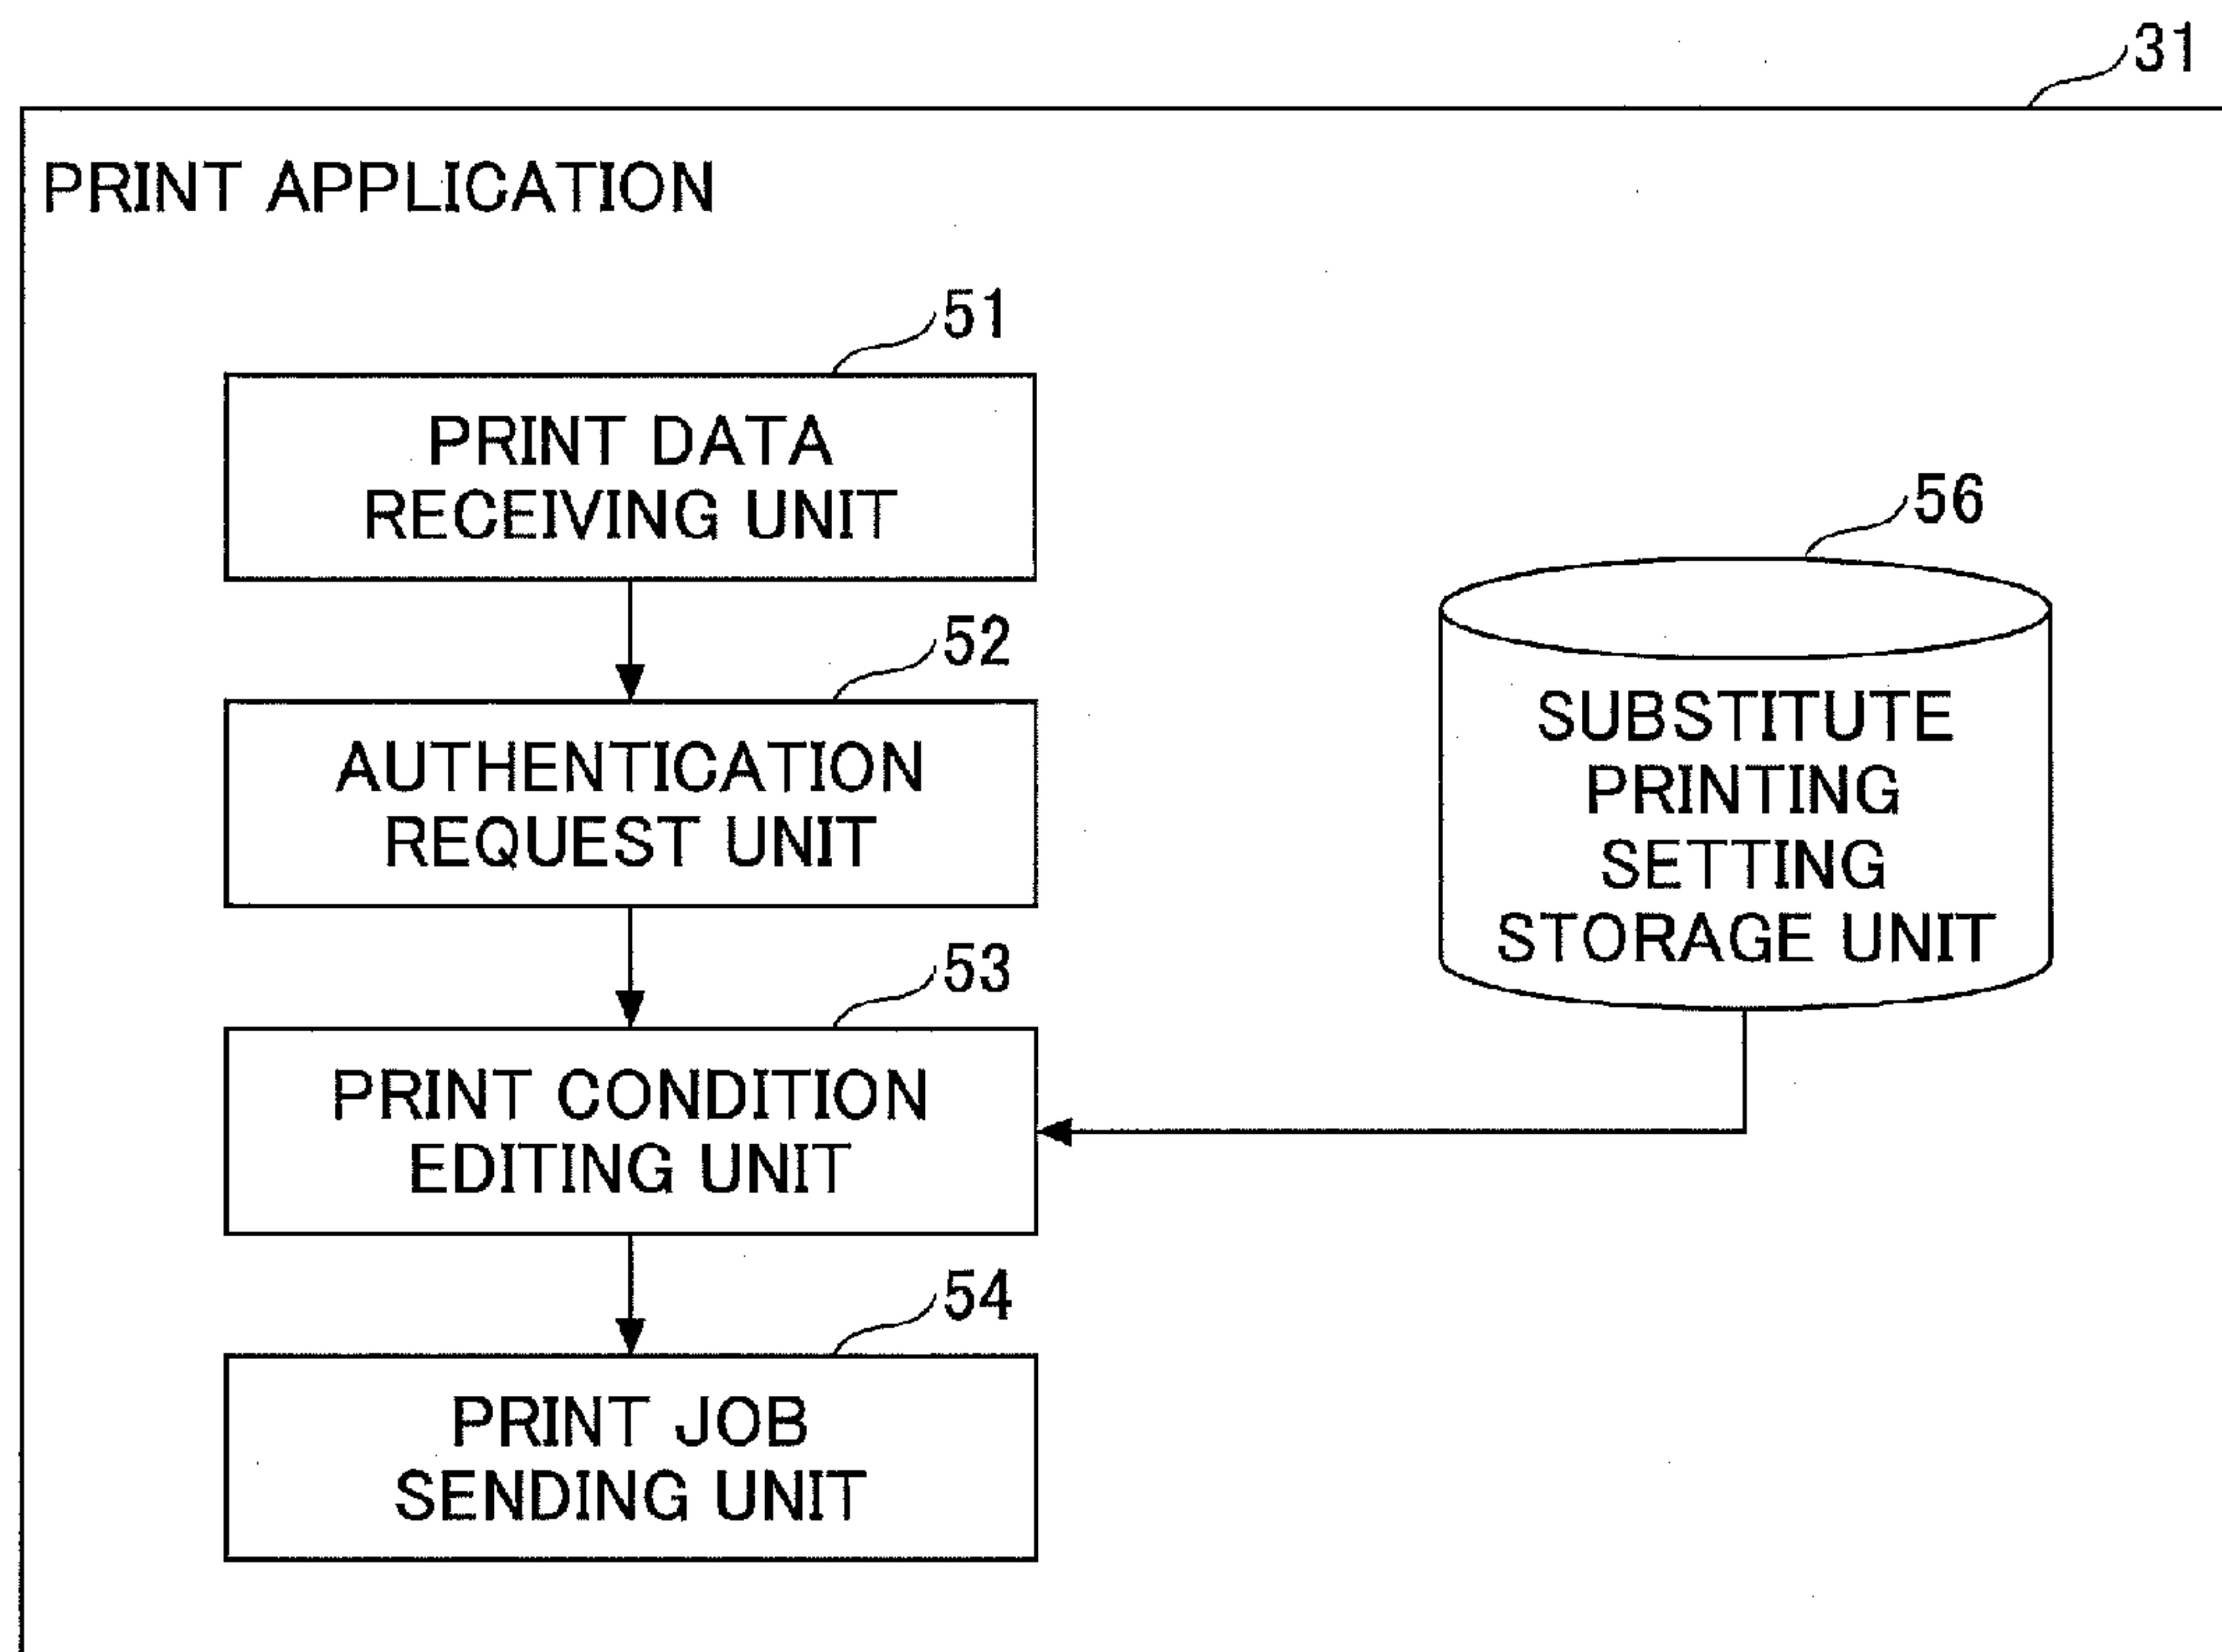 31
PRINT APPLICATION
51
PRINT DATA
RECEIVING UNIT
52
AUTHENTICATION
REQUEST UNIT
53
PRINT CONDITION
EDITING UNIT
54
PRINT JOB
SENDING UNIT
56
SUBSTITUTE
PRINTING
SETTING
STORAGE UNIT